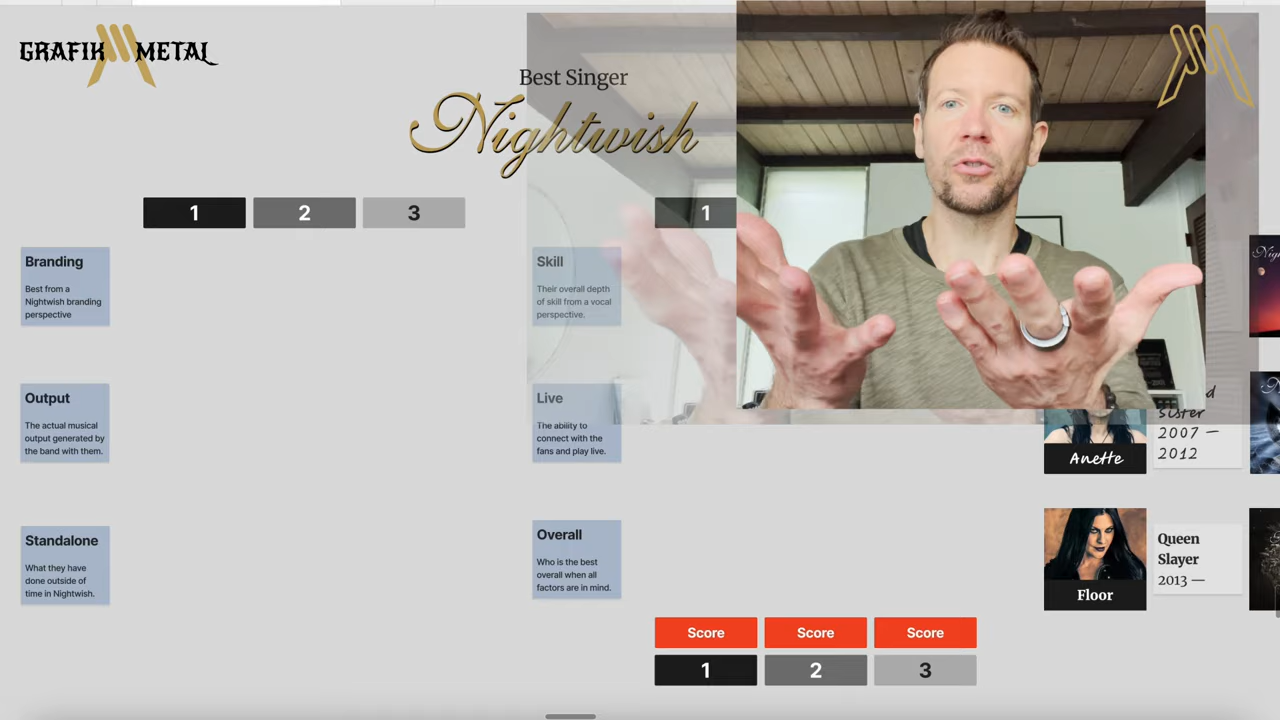 GRAFIK METAL
Best Singer
Nightwish
1 2 3
1
Branding
Best from a
Nightwish branding
perspective
Skill
Their overall depth
of skill from a vocal
perspective.
Output
The actual musical
output generated by
the band with them.
Live
The ability to
connect with the
fans and play live.
Sister
2007 —
2012
Anette
Standalone
What they have
done outside of
time in Nightwish.
Overall
Who is the best
overall when all
factors are in mind.
Queen
Slayer
2013 —
Floor
Score Score Score
1 2 3